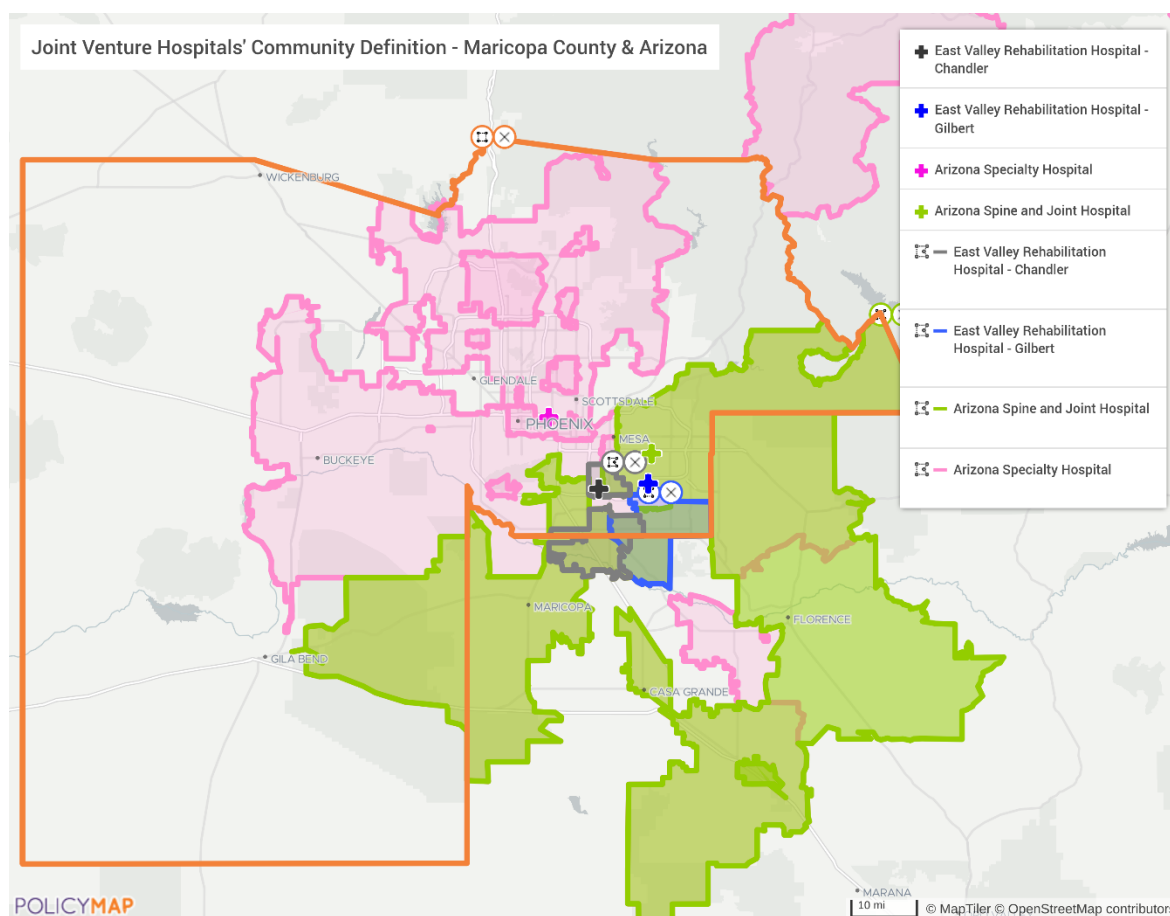 Joint Venture Hospitals' Community Definition - Maricopa County & Arizona
East Valley Rehabilitation Hospital -
Chandler
East Valley Rehabilitation Hospital -
Gilbert
Arizona Specialty Hospital
Arizona Spine and Joint Hospital
East Valley Rehabilitation
Hospital - Chandler
East Valley Rehabilitation
Hospital - Gilbert
Arizona Spine and Joint Hospital
Arizona Specialty Hospital
WICKENBURG
GLENDALE
SCOTTSDALE
PHOENIX
MESA
BUCKEYE
MARICOPA
FLORENCE
GILA BEND
CASA GRANDE
MARANA
POLICYMAP
10 mi
© MapTiler © OpenStreetMap contributor